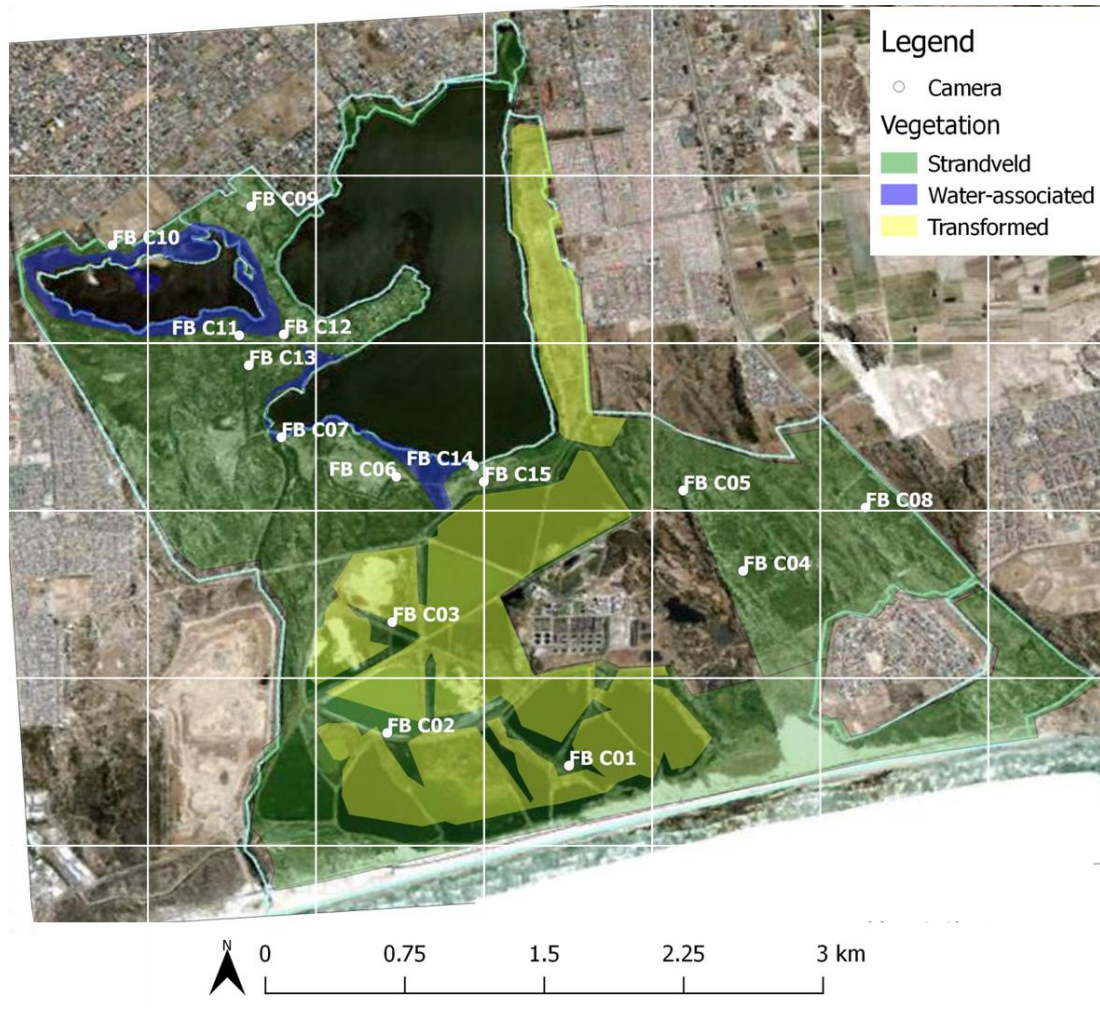 Legend
Camera
Vegetation
Strandveld
Water-associated
Transformed
FB C09
FB C10
FB C11
FB C12
FB C13
FB C07
FB C14
FB C06
FB C15
FB C05
FB C08
FB C04
FB C03
FB C02
FB C01
N
0 0.75 1.5 2.25 3 km